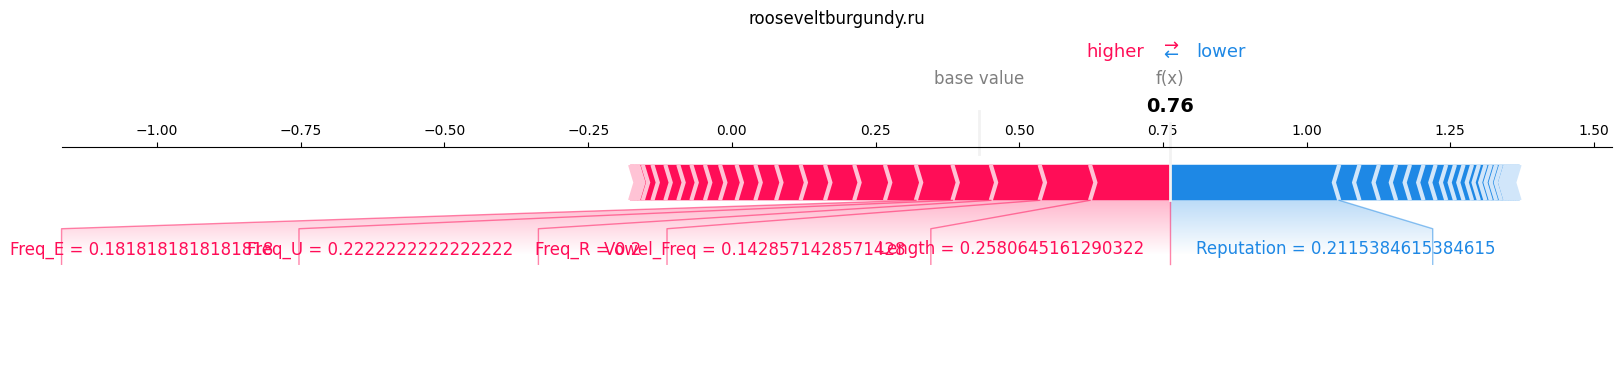 rooseveltburgundy.ru
higher ⇄ lower
base value f(x)
0.76
−1.00 −0.75 −0.50 −0.25 0.00 0.25 0.50 0.75 1.00 1.25 1.50
Freq_E = 0.18181818181818 Freq_U = 0.2222222222222222 Freq_R = 0.2 Vowel_Freq = 0.1428571428571428 Length = 0.2580645161290322 Reputation = 0.2115384615384615